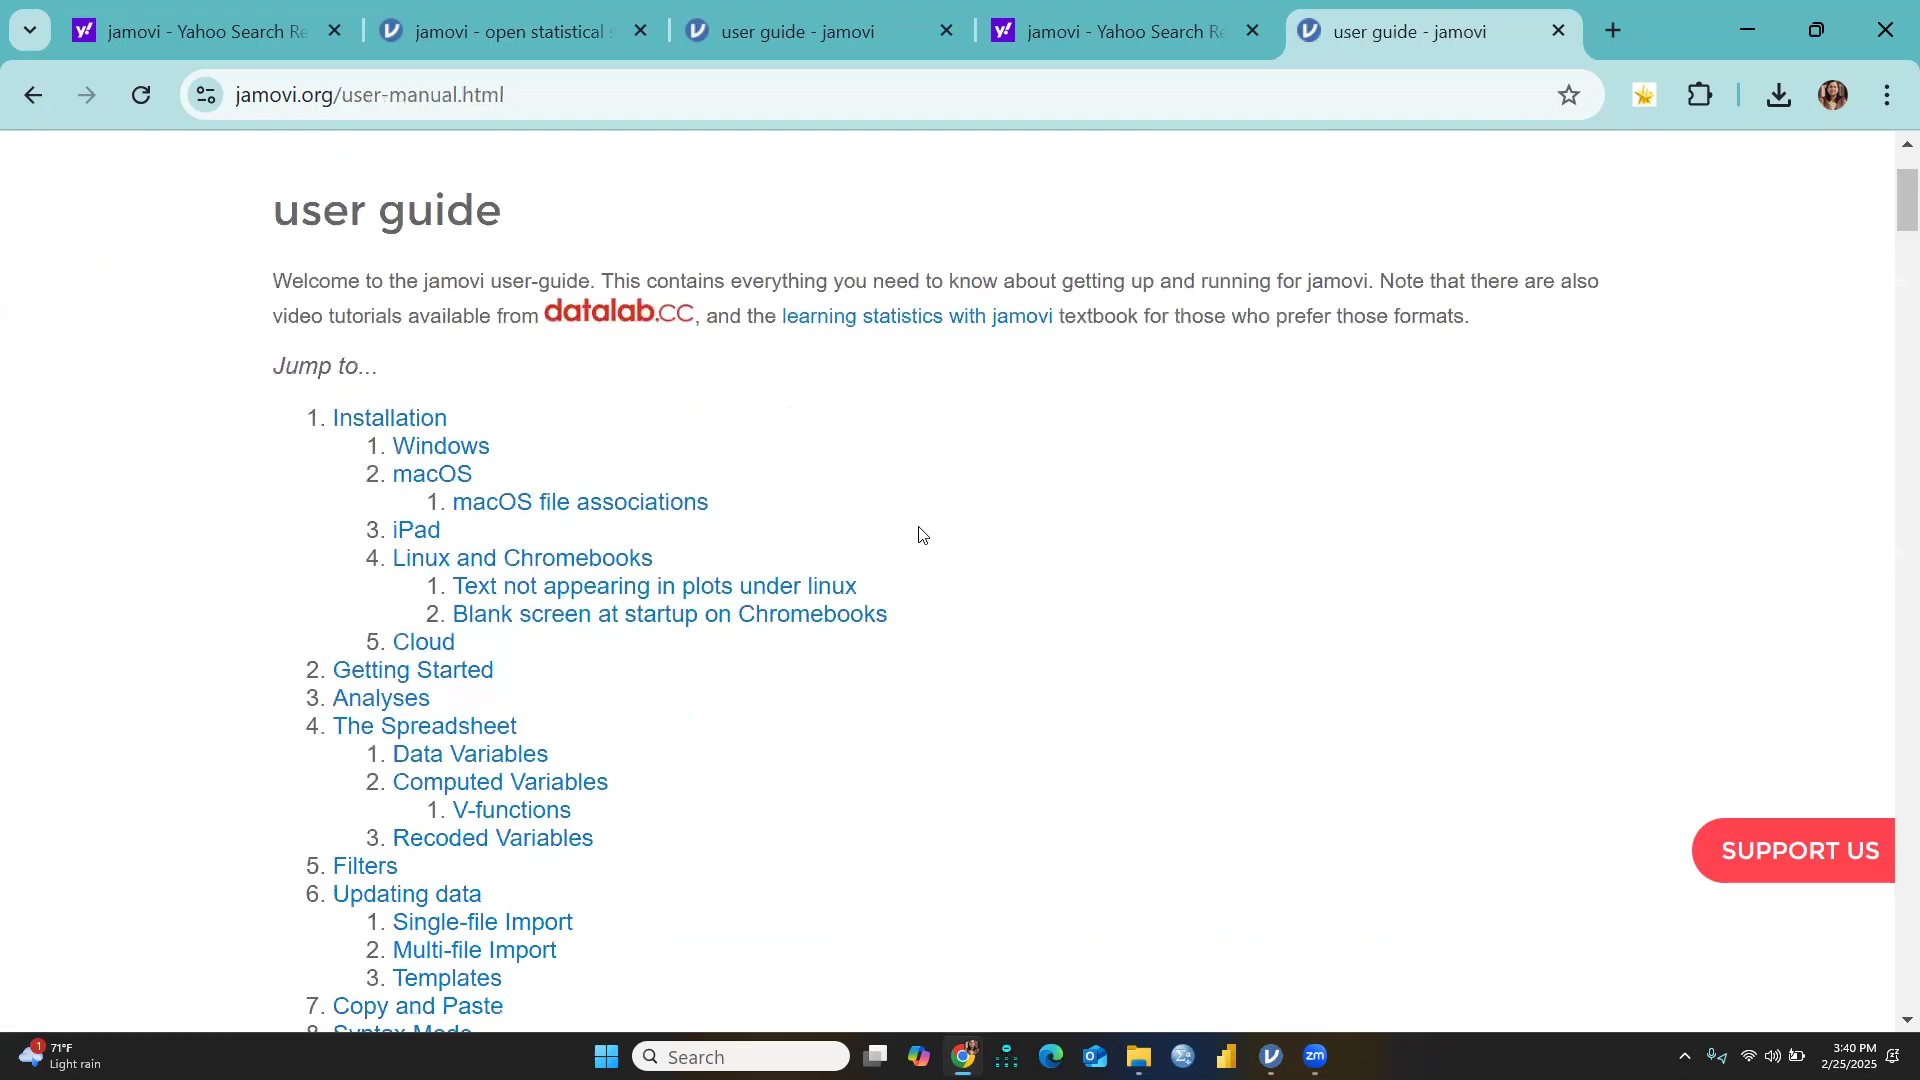 jamovi - Yahoo Search Re
jamovi - open statistical s
user guide - jamovi
jamovi - Yahoo Search Re
user guide - jamovi
jamovi.org/user-manual.html
user guide
Welcome to the jamovi user-guide. This contains everything you need to know about getting up and running for jamovi. Note that there are also
video tutorials available from datalab.cc, and the learning statistics with jamovi textbook for those who prefer those formats.
Jump to...
1. Installation
1. Windows
2. macOS
1. macOS file associations
3. iPad
4. Linux and Chromebooks
1. Text not appearing in plots under linux
2. Blank screen at startup on Chromebooks
5. Cloud
2. Getting Started
3. Analyses
4. The Spreadsheet
1. Data Variables
2. Computed Variables
1. V-functions
3. Recoded Variables
5. Filters
6. Updating data
1. Single-file Import
2. Multi-file Import
3. Templates
7. Copy and Paste
8. Syntax Mode
SUPPORT US
1
71°F
Light rain
Search
zm
3:40 PM
2/25/2025